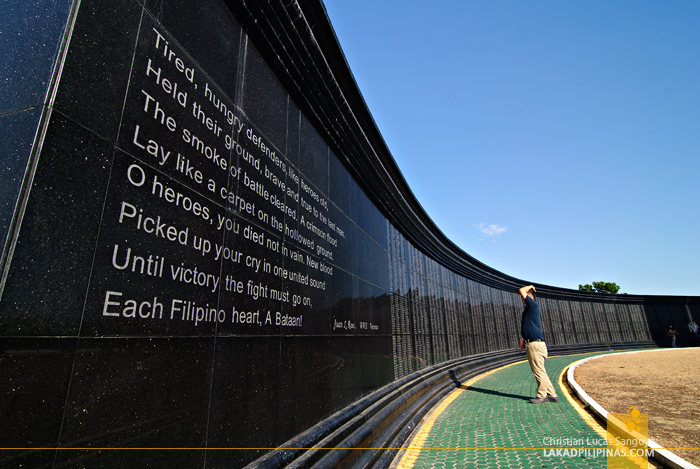 Tired, hungry defenders, like heroes old,
Held their ground, brave and true to the last man.
The smoke of battle cleared. A crimson flood
Lay like a carpet on the hollowed ground.
O heroes, you died not in vain. New blood
Picked up your cry in one united sound
Until victory the fight must go on,
Each Filipino heart, A Bataan!
Christian Lucas Sangoyo
LAKADPILIPINAS.COM